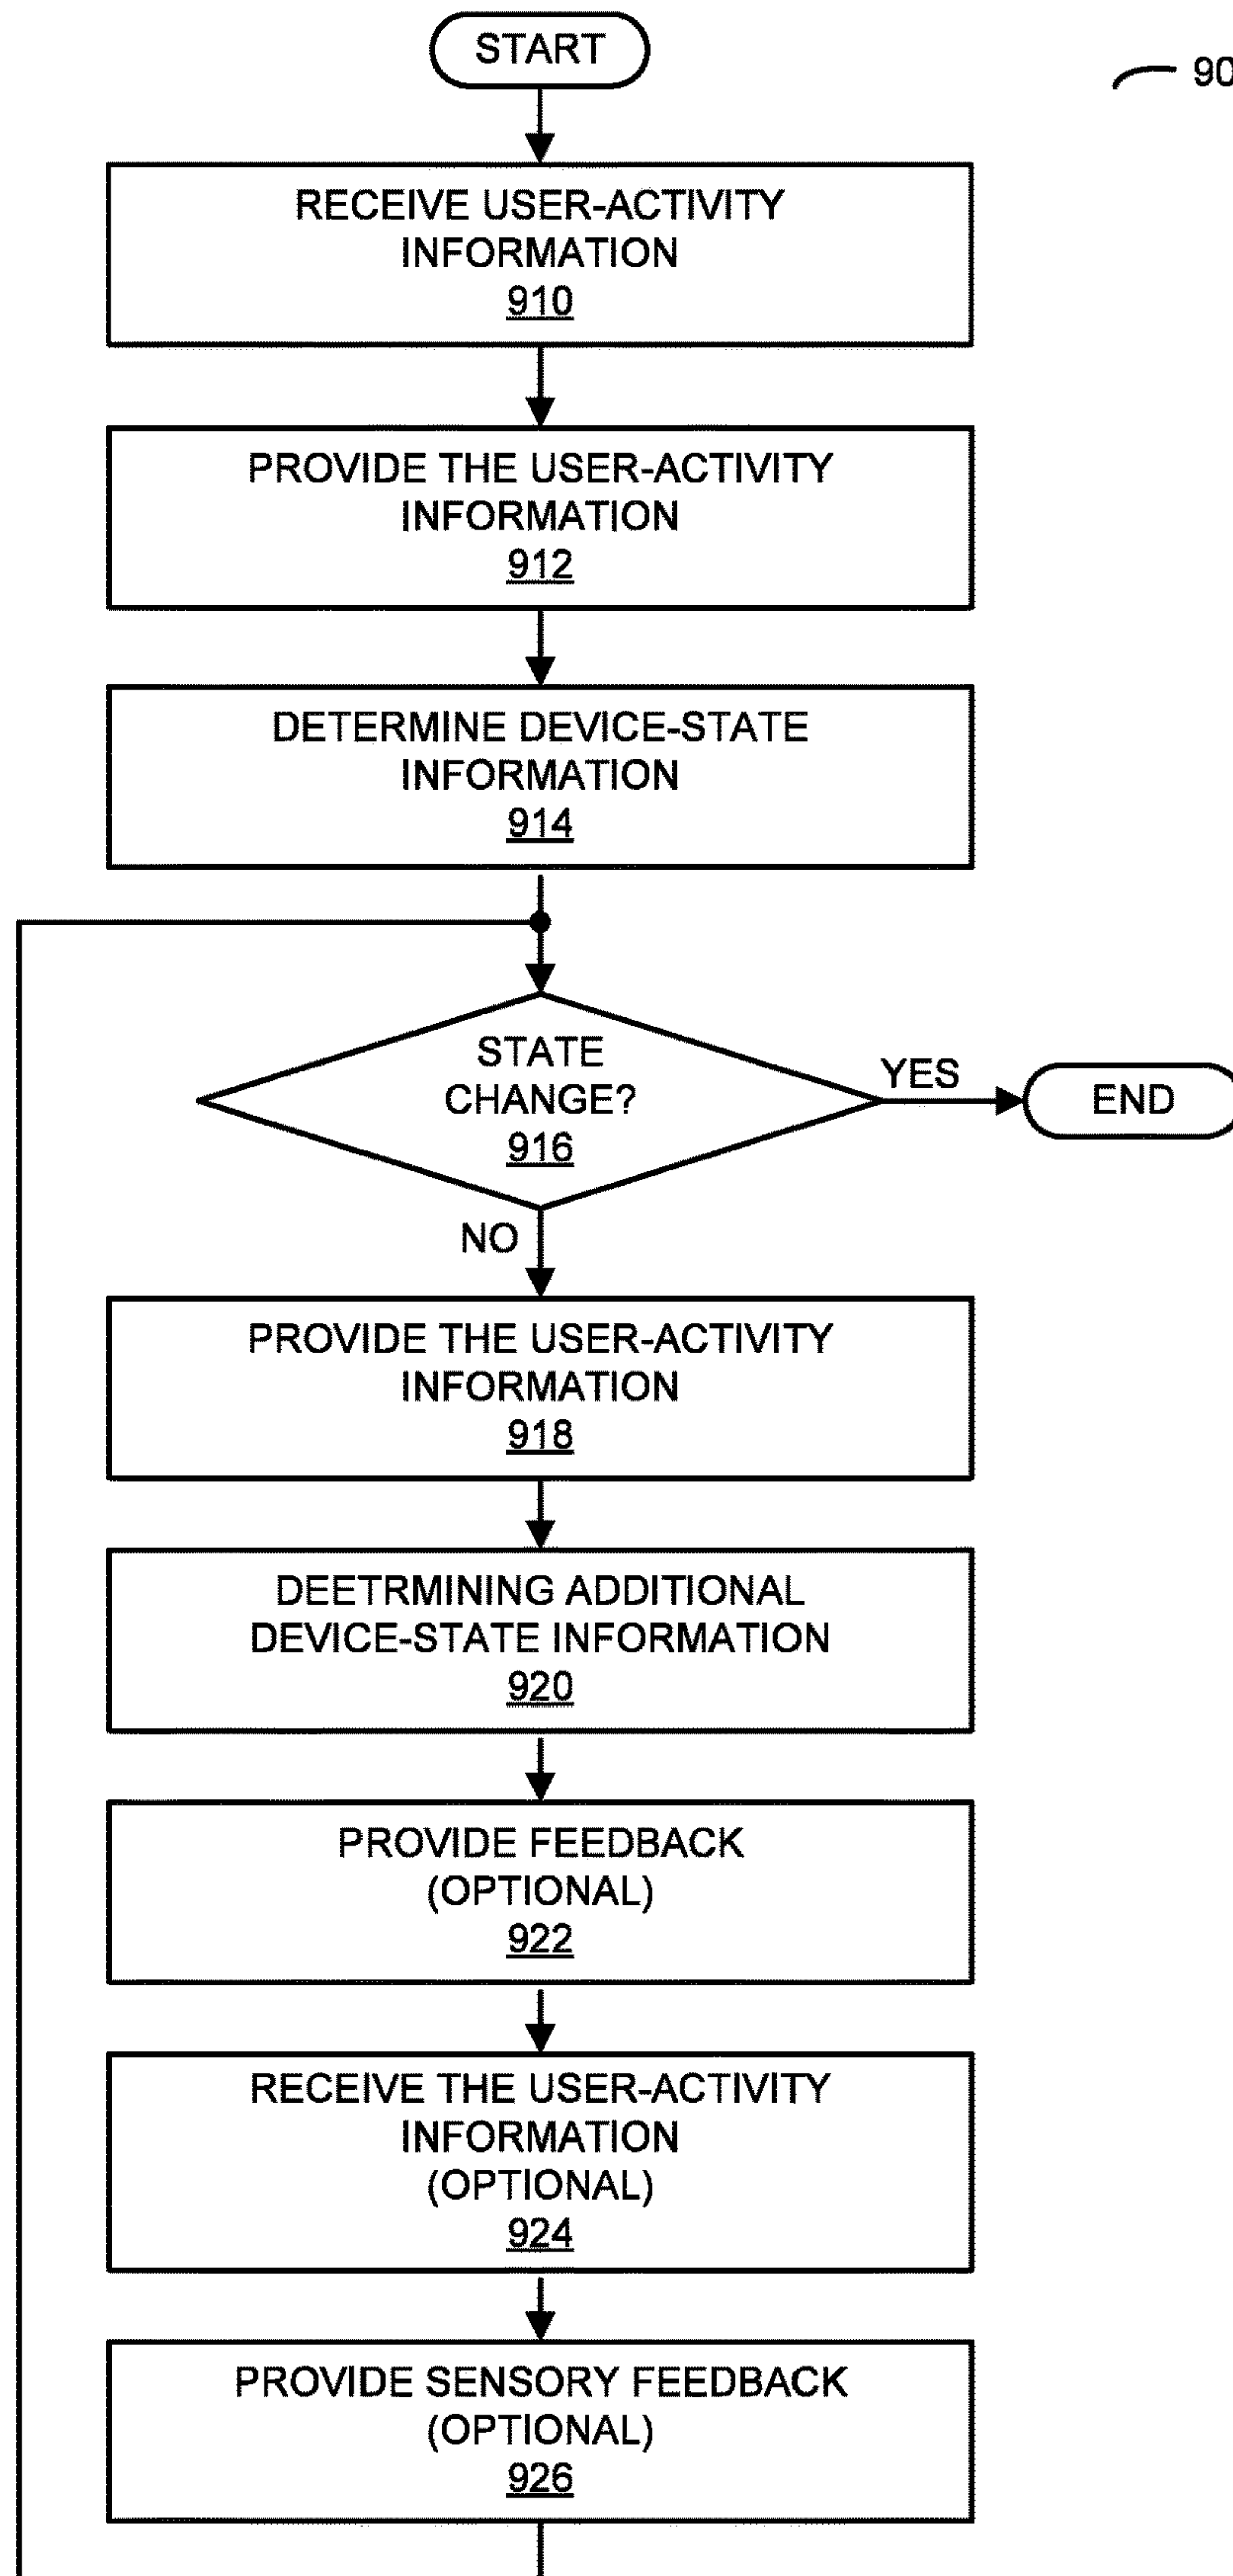 START
90
RECEIVE USER-ACTIVITY
INFORMATION
910
PROVIDE THE USER-ACTIVITY
INFORMATION
912
DETERMINE DEVICE-STATE
INFORMATION
914
STATE
CHANGE?
916
YES
END
NO
PROVIDE THE USER-ACTIVITY
INFORMATION
918
DEETRMINING ADDITIONAL
DEVICE-STATE INFORMATION
920
PROVIDE FEEDBACK
(OPTIONAL)
922
RECEIVE THE USER-ACTIVITY
INFORMATION
(OPTIONAL)
924
PROVIDE SENSORY FEEDBACK
(OPTIONAL)
926